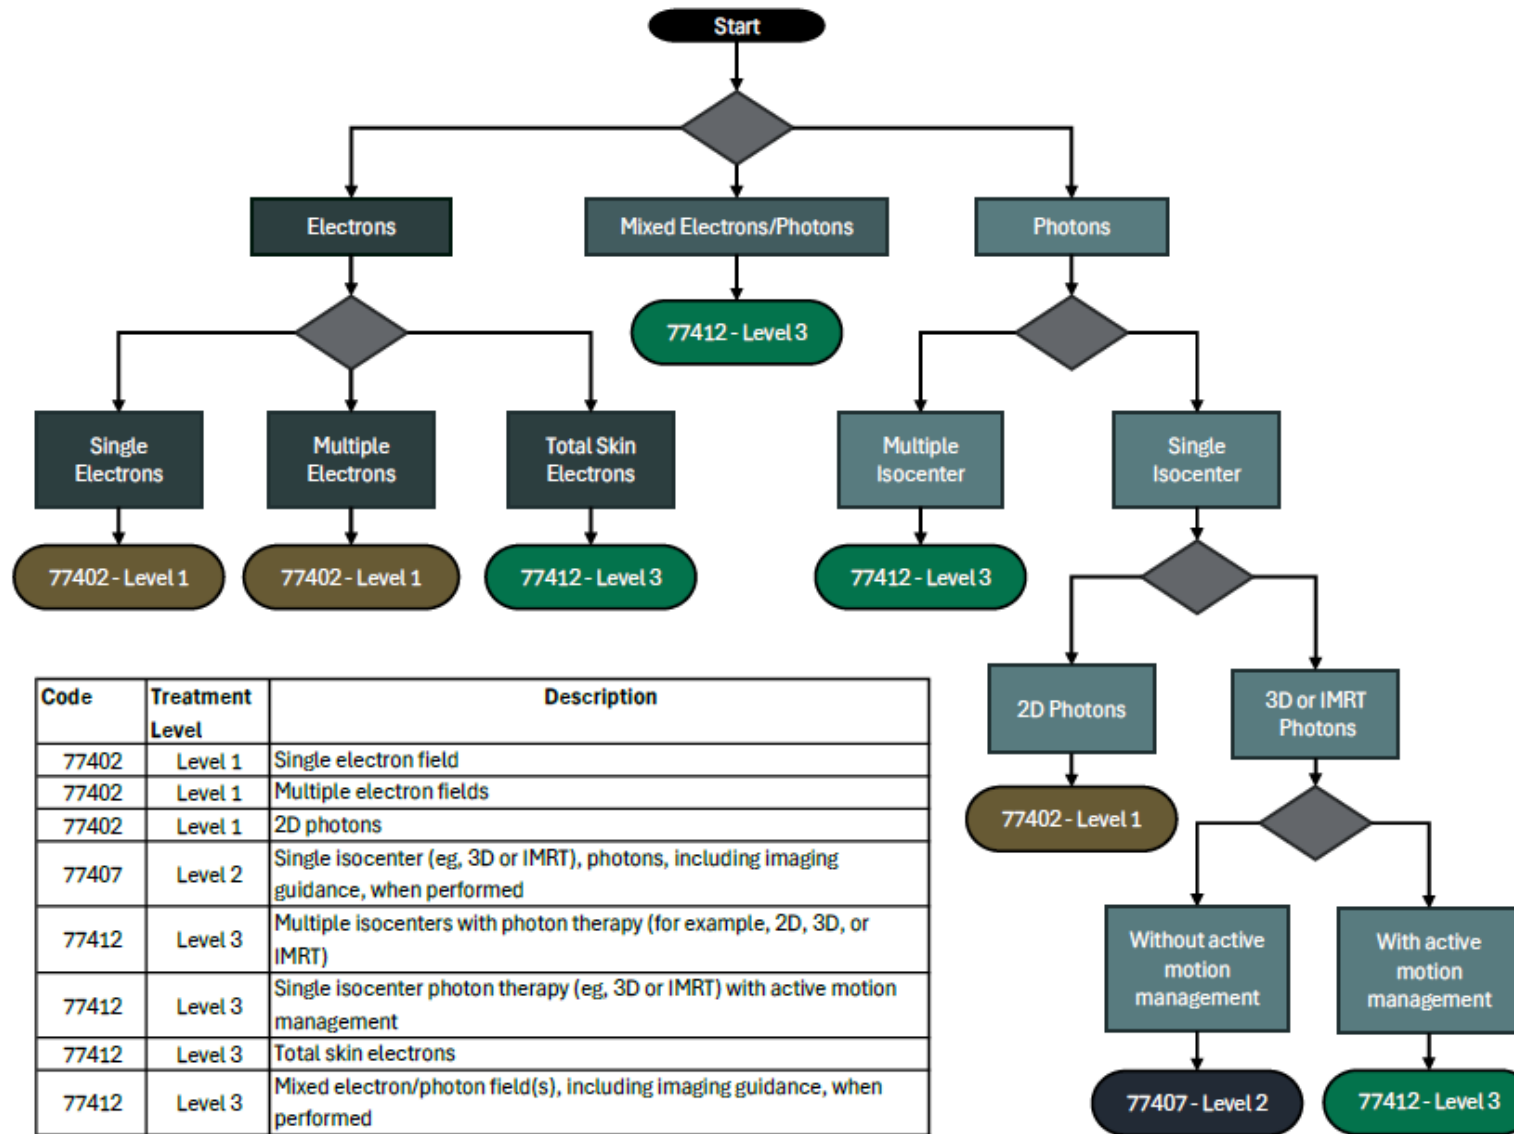 Start
Electrons
Mixed Electrons/Photons
Photons
77412 - Level 3
Single
Electrons
Multiple
Electrons
Total Skin
Electrons
Multiple
Isocenter
Single
Isocenter
77402 - Level 1
77402 - Level 1
77412 - Level 3
77412 - Level 3
2D Photons
3D or IMRT
Photons
77402 - Level 1
Without active
motion
management
With active
motion
management
77407 - Level 2
77412 - Level 3
Code Treatment Level Description
77402 Level 1 Single electron field
77402 Level 1 Multiple electron fields
77402 Level 1 2D photons
77407 Level 2 Single isocenter (eg, 3D or IMRT), photons, including imaging
guidance, when performed
77412 Level 3 Multiple isocenters with photon therapy (for example, 2D, 3D, or
IMRT)
77412 Level 3 Single isocenter photon therapy (eg, 3D or IMRT) with active motion
management
77412 Level 3 Total skin electrons
77412 Level 3 Mixed electron/photon field(s), including imaging guidance, when
performed